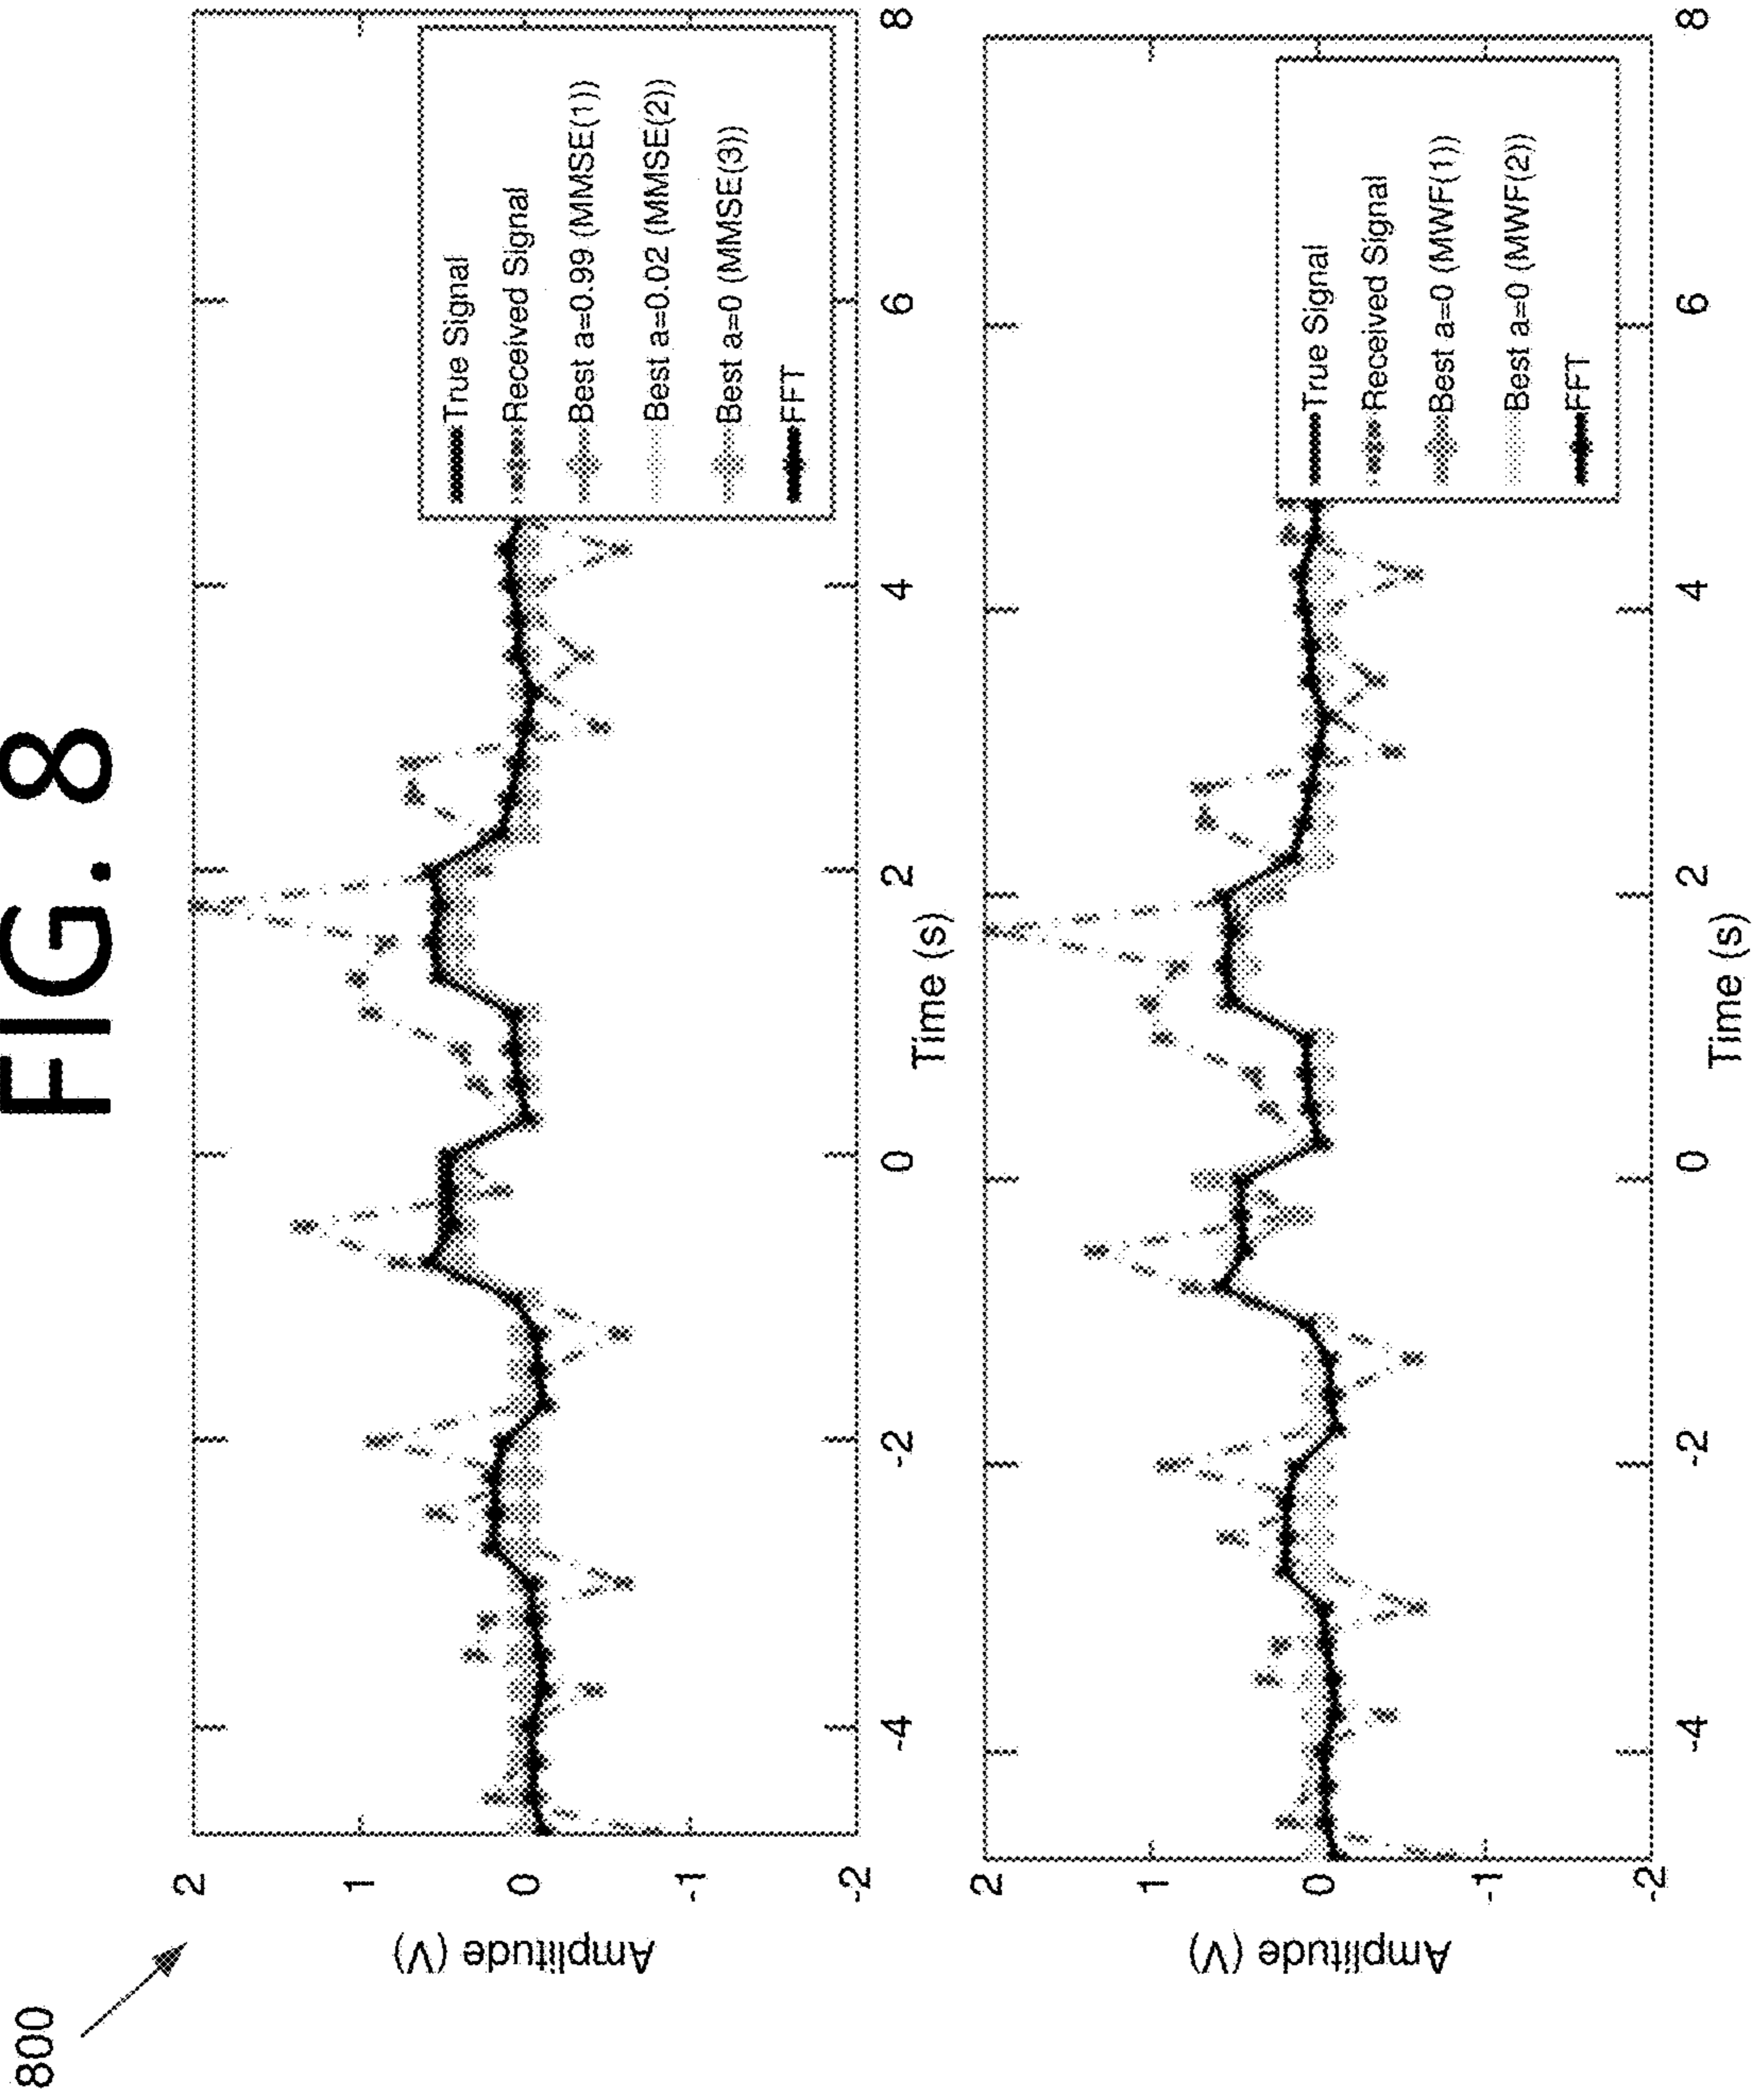 FIG. 8
800
Amplitude (V)
2
1
0
-1
-2
-4
-2
0
2
4
6
8
Time (s)
True Signal
Received Signal
Best a=0.99 (MMSE(1))
Best a=0.02 (MMSE(2))
Best a=0 (MMSE(3))
FFT
Amplitude (V)
2
1
0
-1
-2
-4
-2
0
2
4
6
8
Time (s)
True Signal
Received Signal
Best a=0 (MWF(1))
Best a=0 (MWF(2))
FFT